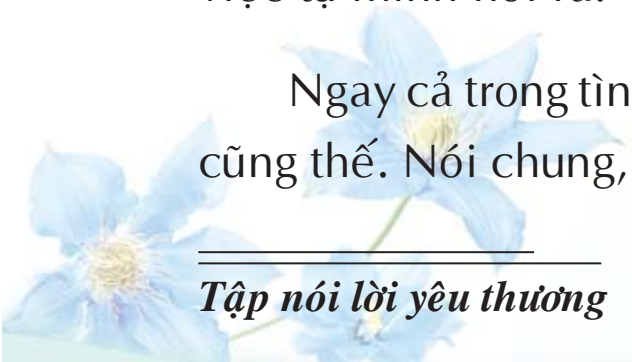 Ngay cả trong tìn
cũng thế. Nói chung,
Tập nói lời yêu thương